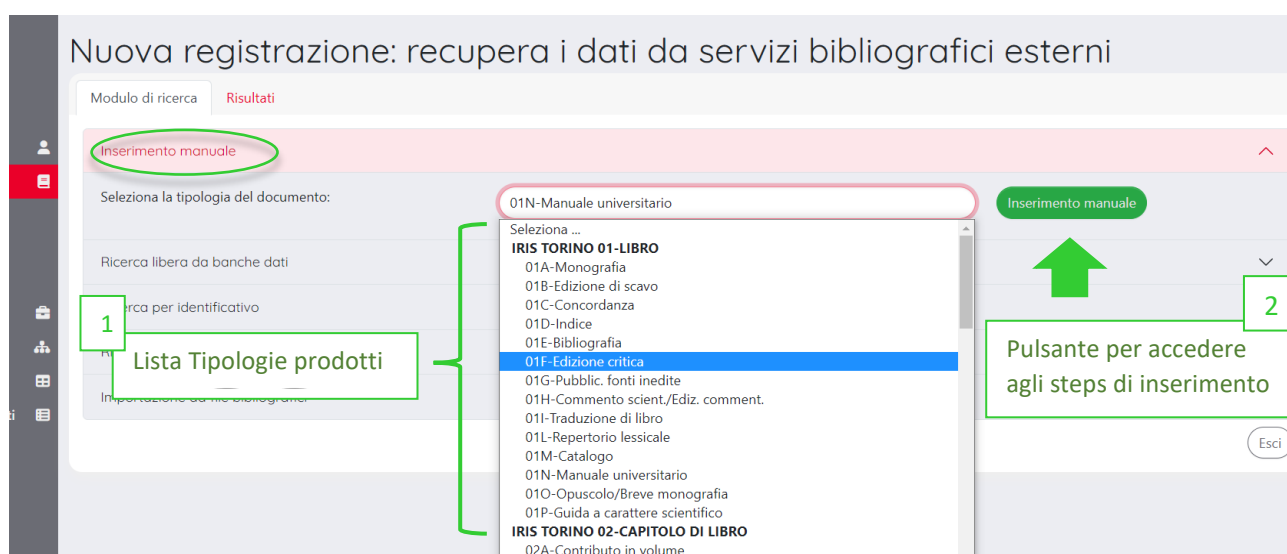 Nuova registrazione: recupera i dati da servizi bibliografici esterni
Modulo di ricerca Risultati
Inserimento manuale
Seleziona la tipologia del documento:
01N-Manuale universitario
Inserimento manuale
Seleziona ...
IRIS TORINO 01-LIBRO
01A-Monografia
01B-Edizione di scavo
01C-Concordanza
01D-Indice
01E-Bibliografia
01F-Edizione critica
01G-Pubblic. fonti inedite
01H-Commento scient./Ediz. comment.
01I-Traduzione di libro
01L-Repertorio lessicale
01M-Catalogo
01N-Manuale universitario
01O-Opuscolo/Breve monografia
01P-Guida a carattere scientifico
IRIS TORINO 02-CAPITOLO DI LIBRO
02A-Contributo in volume
Ricerca libera da banche dati
per identificativo
1
Lista Tipologie prodotti
2
Pulsante per accedere
agli steps di inserimento
Esci